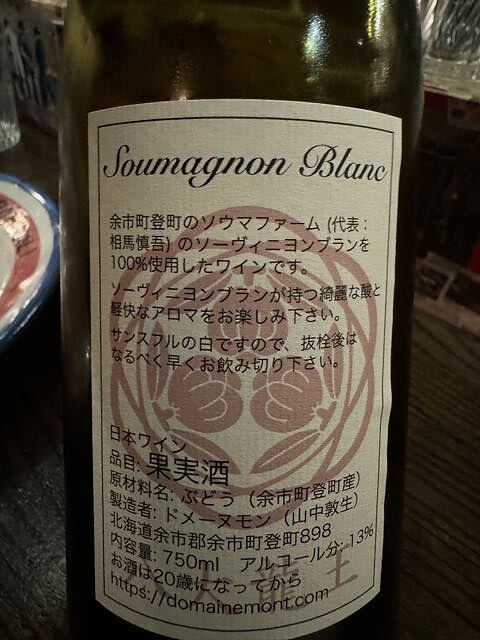 Soumagnon Blanc
余市町登町のソウマファーム (代表：
相馬慎吾) のソーヴィニヨンブランを
100%使用したワインです。
ソーヴィニヨンブランが持つ綺麗な酸と
軽快なアロマをお楽しみ下さい。
サンスフルの白ですので、抜栓後は
なるべく早くお飲み切り下さい。
日本ワイン
品目: 果実酒
原材料名: ぶどう (余市町登町産)
製造者: ドメーヌモン (山中敦生)
北海道余市郡余市町登町898
内容量: 750ml アルコール分: 13%
お酒は20歳になってから
https://domainemont.com
龍王